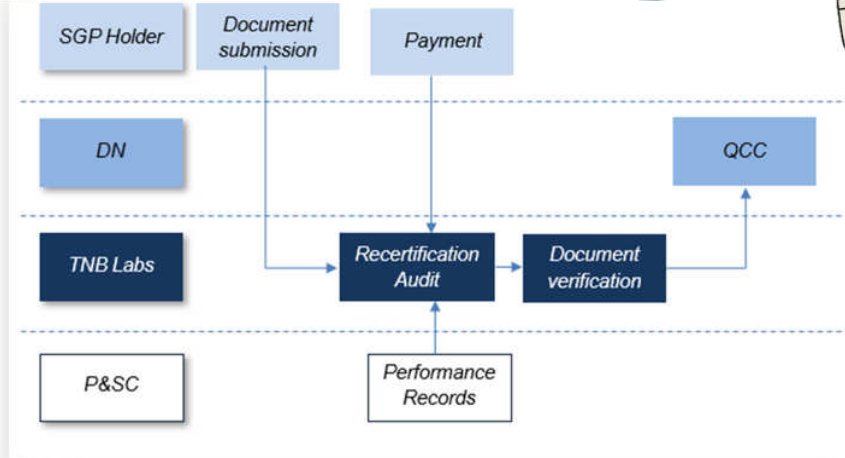 SGP Holder
Document
submission
Payment
DN
QCC
TNB Labs
Recertification
Audit
Document
verification
P&SC
Performance
Records